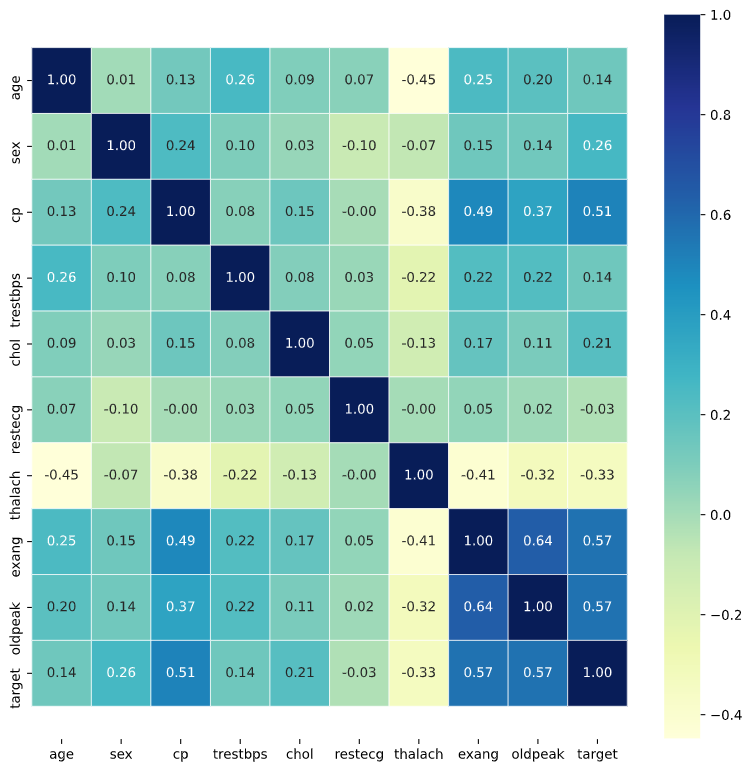 1.0
age 1.00 0.01 0.13 0.26 0.09 0.07 -0.45 0.25 0.20 0.14
0.8
sex 0.01 1.00 0.24 0.10 0.03 -0.10 -0.07 0.15 0.14 0.26
cp 0.13 0.24 1.00 0.08 0.15 -0.00 -0.38 0.49 0.37 0.51
0.6
trestbps 0.26 0.10 0.08 1.00 0.08 0.03 -0.22 0.22 0.22 0.14
0.4
chol 0.09 0.03 0.15 0.08 1.00 0.05 -0.13 0.17 0.11 0.21
restecg 0.07 -0.10 -0.00 0.03 0.05 1.00 -0.00 0.05 0.02 -0.03
0.2
thalach -0.45 -0.07 -0.38 -0.22 -0.13 -0.00 1.00 -0.41 -0.32 -0.33
0.0
exang 0.25 0.15 0.49 0.22 0.17 0.05 -0.41 1.00 0.64 0.57
oldpeak 0.20 0.14 0.37 0.22 0.11 0.02 -0.32 0.64 1.00 0.57
−0.2
target 0.14 0.26 0.51 0.14 0.21 -0.03 -0.33 0.57 0.57 1.00
−0.4
age sex cp trestbps chol restecg thalach exang oldpeak target